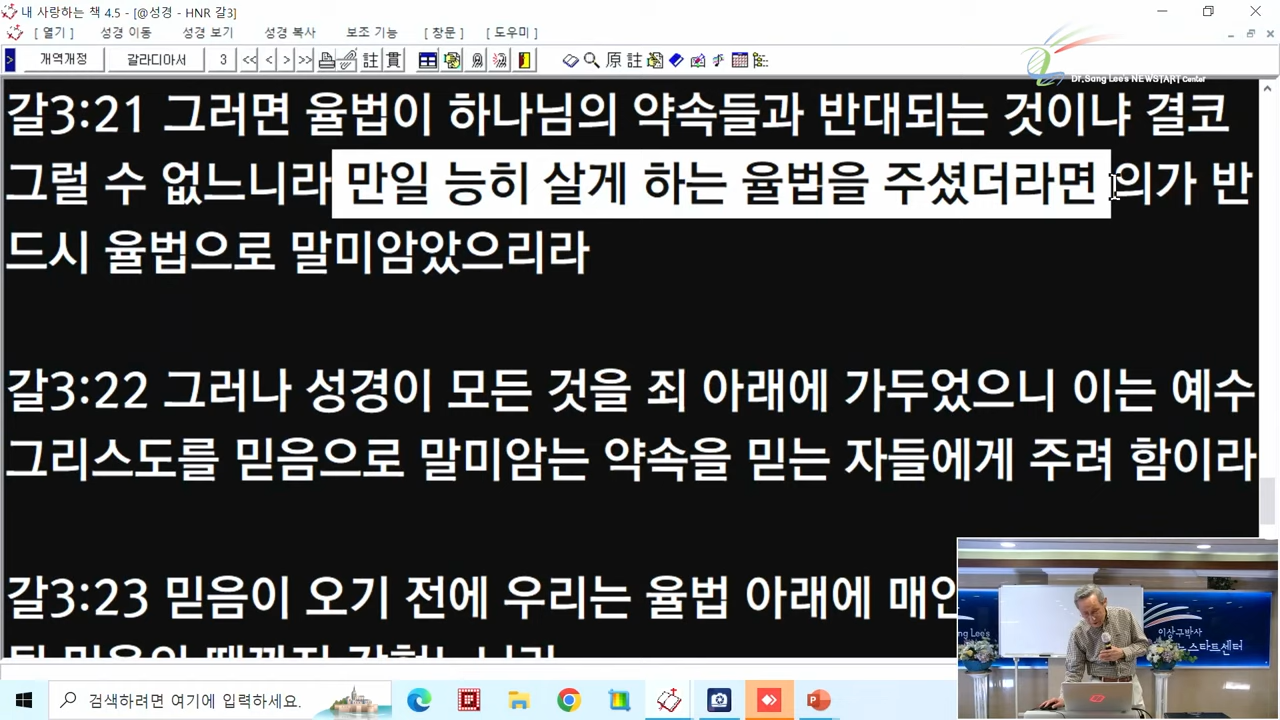 내 사랑하는 책 4.5 - [@성경 - HNR 갈3]
[ 열기 ] 성경 이동 성경 보기 성경 복사 보조 기능 [ 창문 ] [ 도우미 ]
개역개정 갈라디아서 3 << < > >> 註 貫 原 註
Dr.Sang Lee's NEWSTART Center
갈3:21 그러면 율법이 하나님의 약속들과 반대되는 것이냐 결코
그럴 수 없느니라 만일 능히 살게 하는 율법을 주셨더라면 의가 반
드시 율법으로 말미암았으리라
갈3:22 그러나 성경이 모든 것을 죄 아래에 가두었으니 이는 예수
그리스도를 믿음으로 말미암는 약속을 믿는 자들에게 주려 함이라
갈3:23 믿음이 오기 전에 우리는 율법 아래에 매인
이상구박사
스타트센터
검색하려면 여기에 입력하세요.